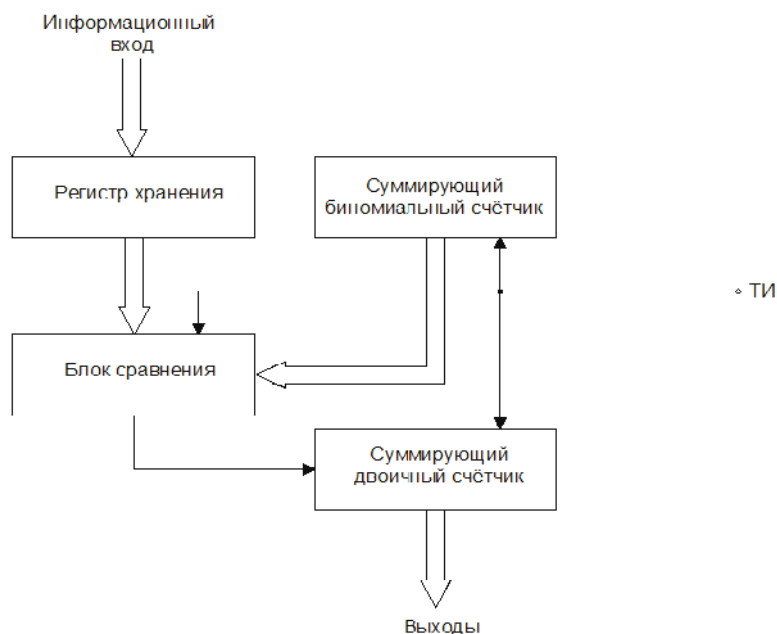 Информационный
вход
Регистр хранения
Суммирующий
биномиальный счётчик
ТИ
Блок сравнения
Суммирующий
двоичный счётчик
Выходы